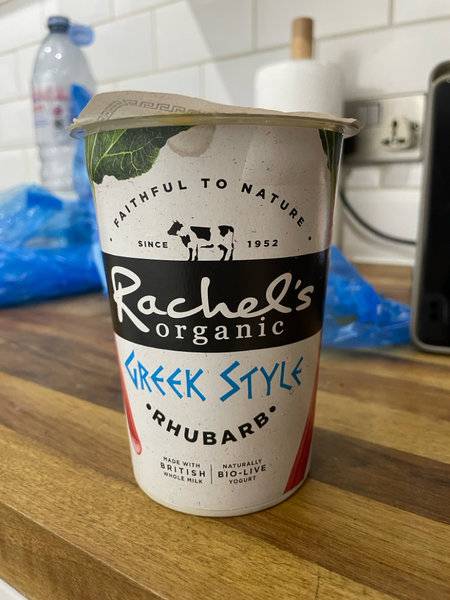 FAITHFUL TO NATURE
SINCE 1952
Rachel's
organic
GREEK STYLE
RHUBARB
MADE WITH
BRITISH
WHOLE MILK
NATURALLY
BIO-LIVE
YOGURT